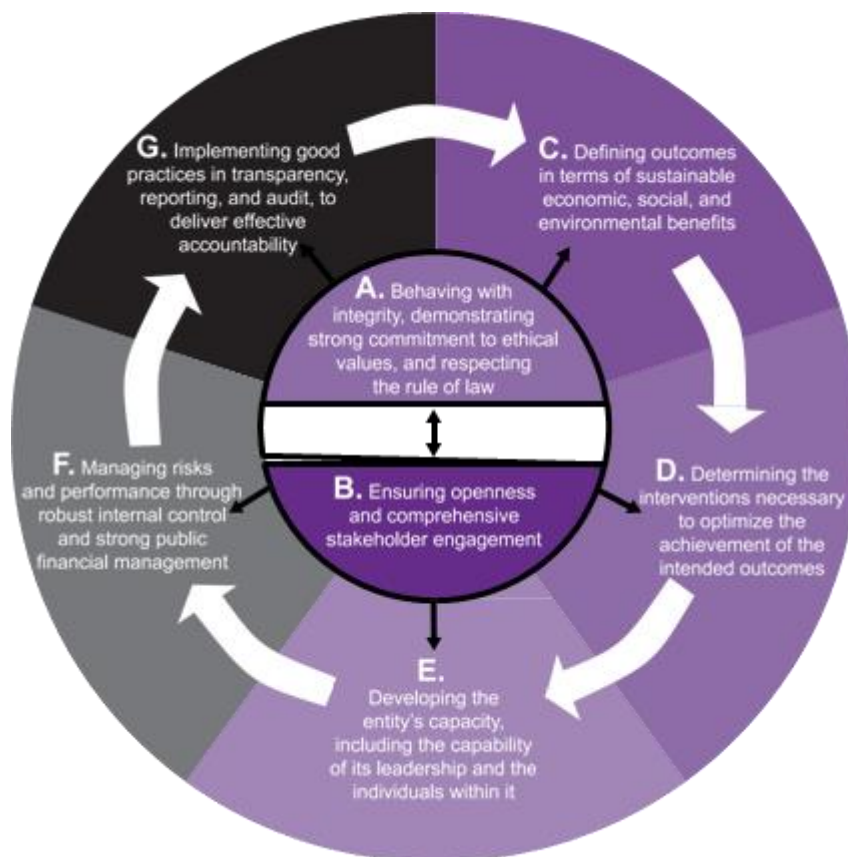 A. Behaving with
integrity, demonstrating
strong commitment to ethical
values, and respecting
the rule of law
B. Ensuring openness
and comprehensive
stakeholder engagement
C. Defining outcomes
in terms of sustainable
economic, social, and
environmental benefits
D. Determining the
interventions necessary
to optimize the
achievement of the
intended outcomes
E.
Developing the
entity's capacity,
including the capability
of its leadership and the
individuals within it
F. Managing risks
and performance through
robust internal control
and strong public
financial management
G. Implementing good
practices in transparency,
reporting, and audit, to
deliver effective
accountability